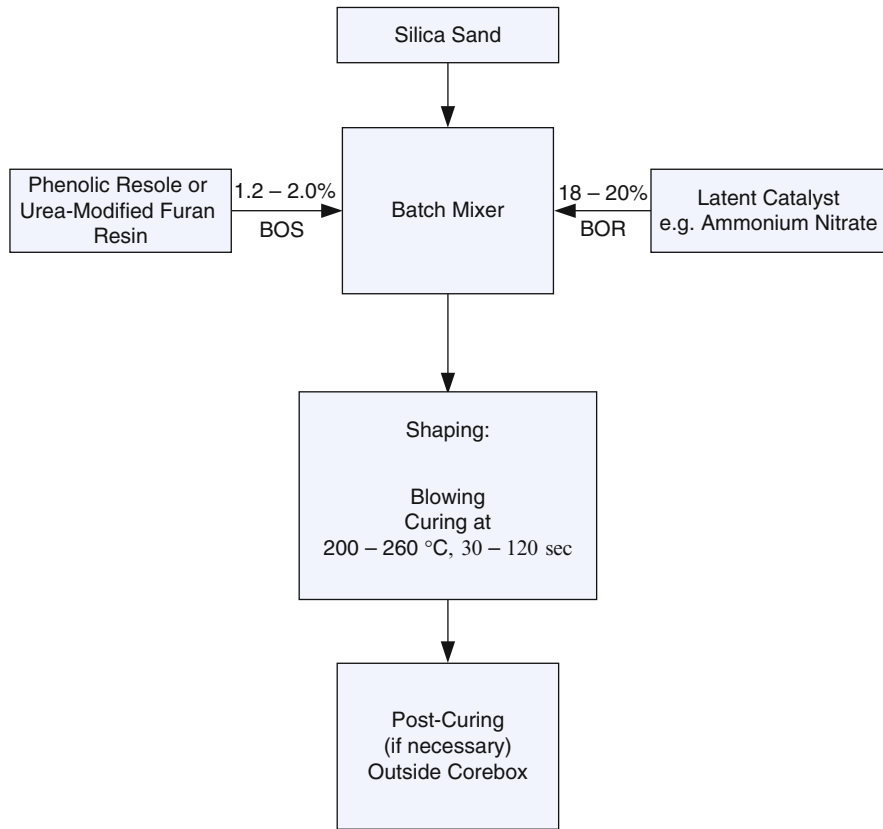 Silica Sand
Phenolic Resole or
Urea-Modified Furan
Resin
1.2 – 2.0%
BOS
Batch Mixer
18 – 20%
BOR
Latent Catalyst
e.g. Ammonium Nitrate
Shaping:
Blowing
Curing at
200 – 260 °C, 30 – 120 sec
Post-Curing
(if necessary)
Outside Corebox